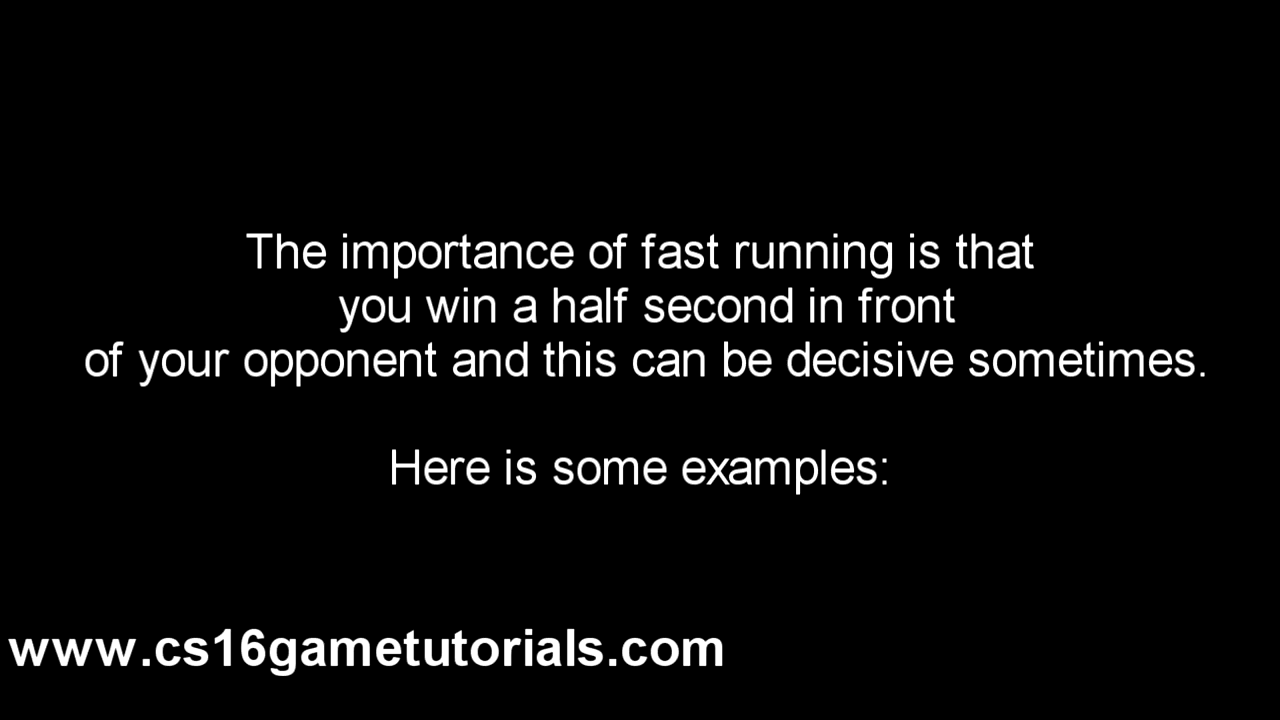 The importance of fast running is that
you win a half second in front
of your opponent and this can be decisive sometimes.
Here is some examples:
www.cs16gametutorials.com